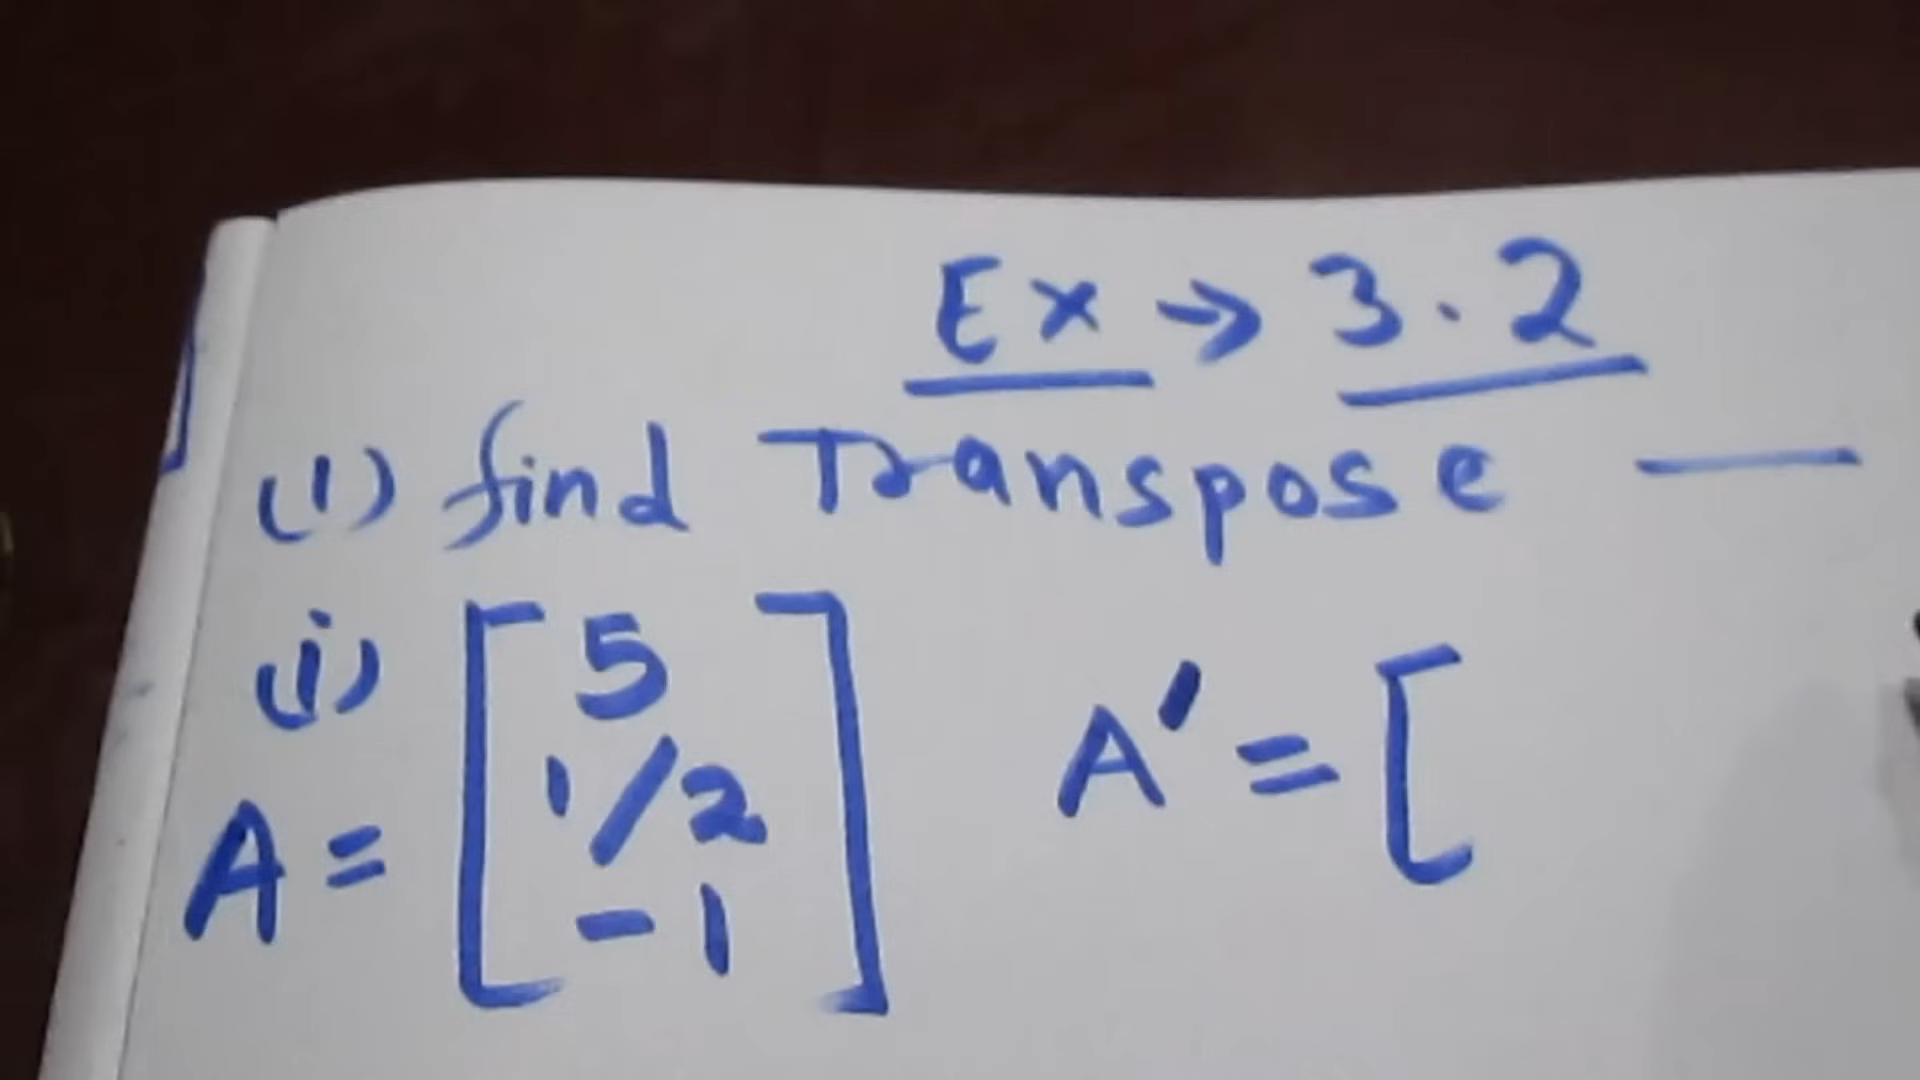 Ex → 3.2
(1) find Transpose —
(i)
A = [ 5
1/2
-1 ]
A' = [